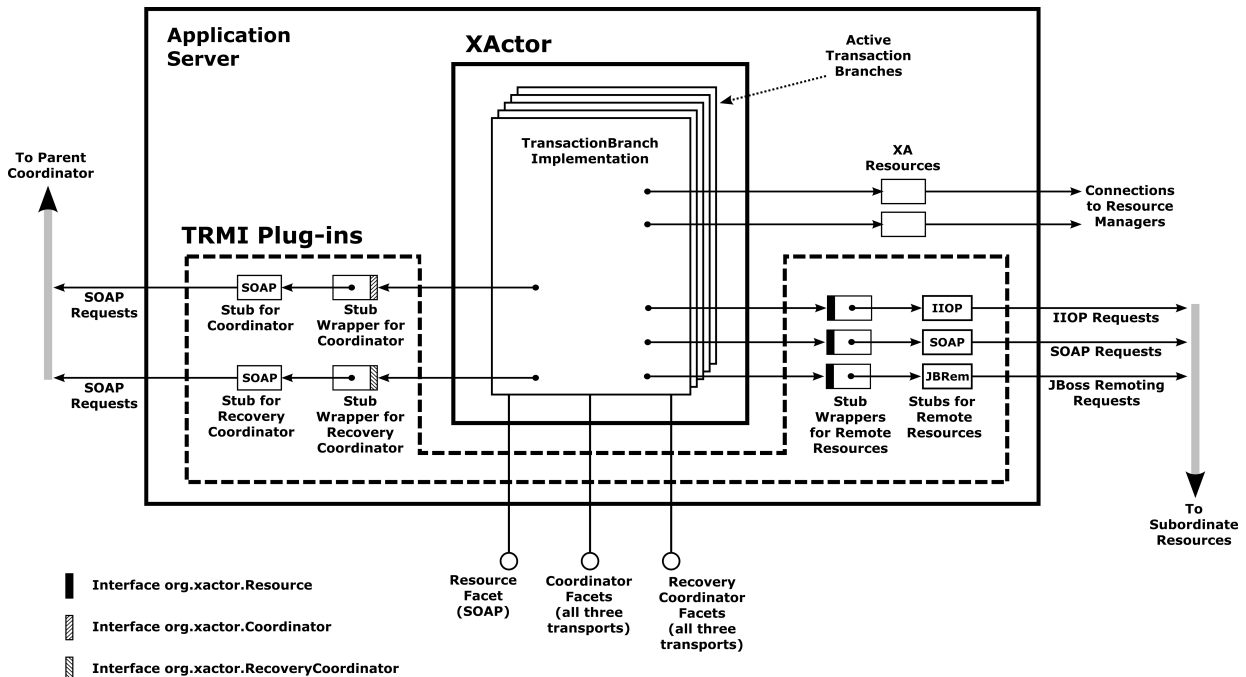 Application
Server
XActor
Active
Transaction
Branches
TransactionBranch
Implementation
To Parent
Coordinator
XA
Resources
Connections
to Resource
Managers
TRMI Plug-ins
SOAP
Requests
SOAP
Stub for
Coordinator
Stub
Wrapper for
Coordinator
SOAP
Requests
SOAP
Stub for
Recovery
Coordinator
Stub
Wrapper for
Recovery
Coordinator
IIOP
IIOP Requests
SOAP
SOAP Requests
JBRem
JBoss Remoting
Requests
Stub
Wrappers
for Remote
Resources
Stubs for
Remote
Resources
To
Subordinate
Resources
Resource
Facet
(SOAP)
Coordinator
Facets
(all three
transports)
Recovery
Coordinator
Facets
(all three
transports)
Interface org.xactor.Resource
Interface org.xactor.Coordinator
Interface org.xactor.RecoveryCoordinator